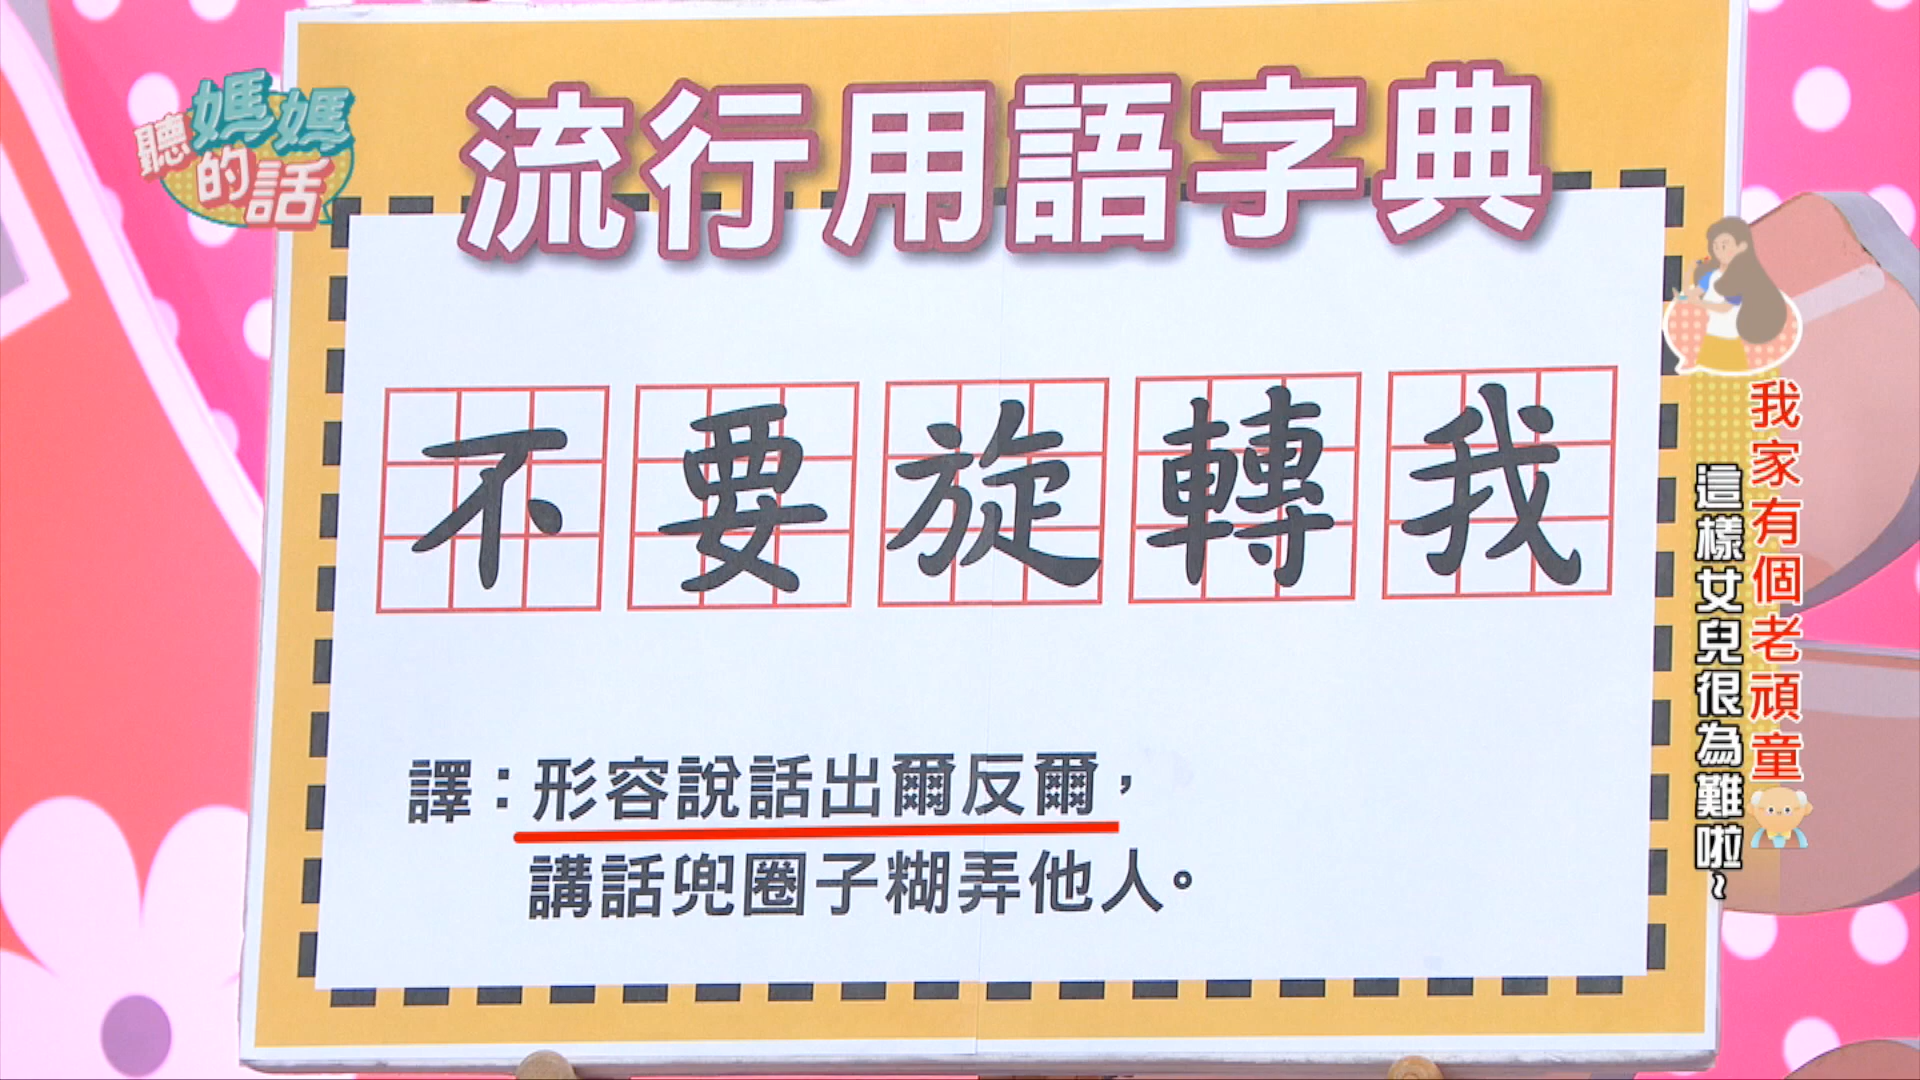 聽媽媽
的話
流行用語字典
不要旋轉我
譯：形容說話出爾反爾，
講話兜圈子糊弄他人。
我家有個老頑童
這樣女兒很為難啦~